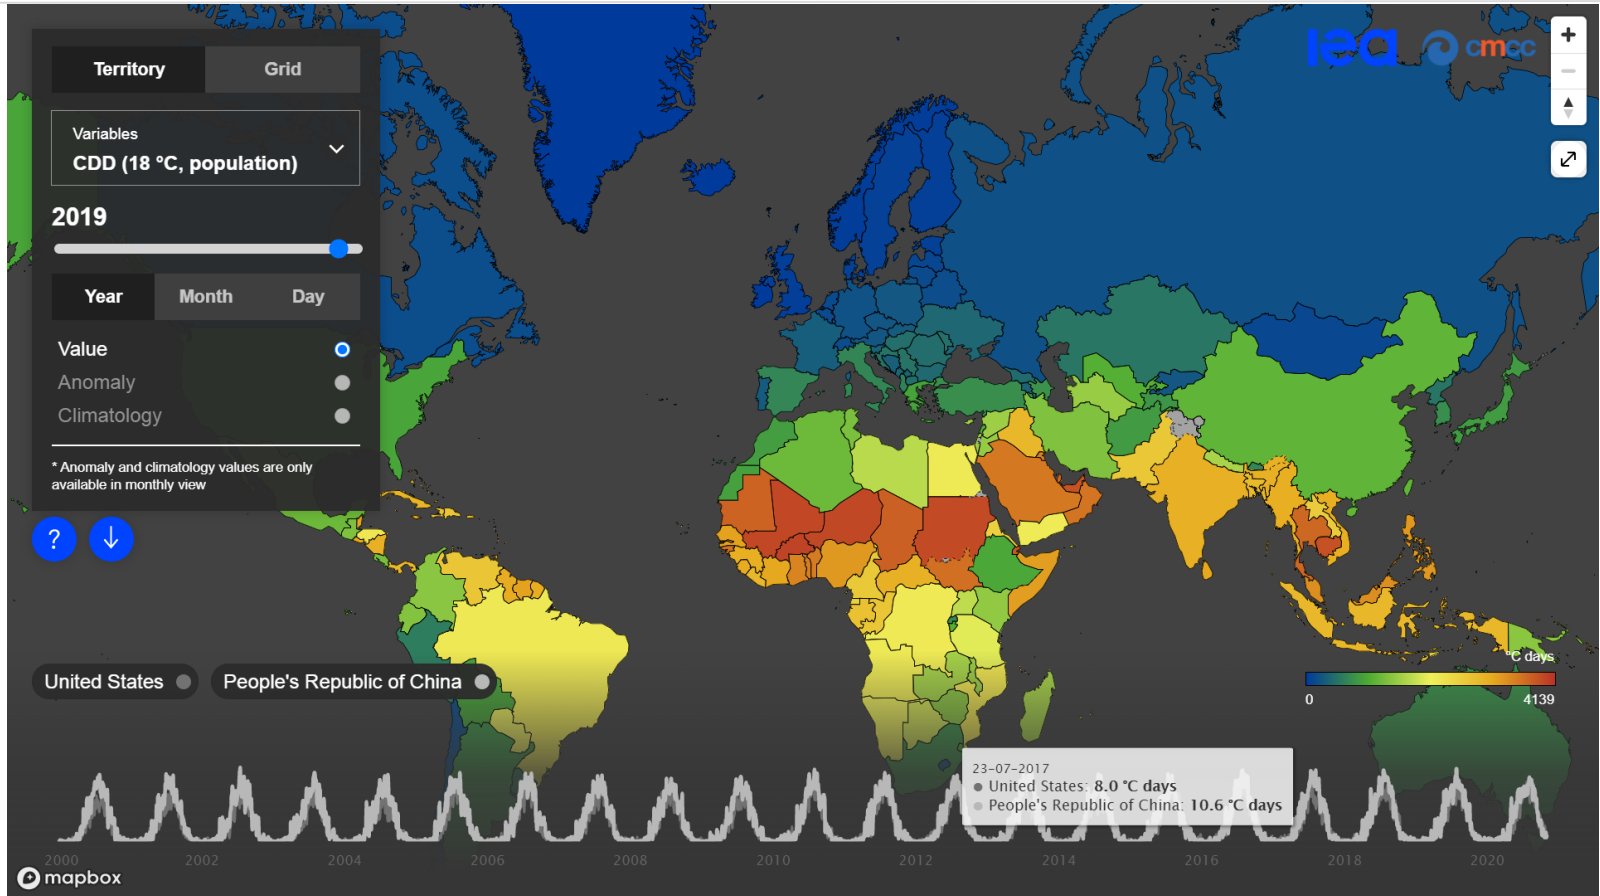 Territory
Grid
Variables
CDD (18 °C, population)
2019
Year
Month
Day
Value
Anomaly
Climatology
* Anomaly and climatology values are only
available in monthly view
?
iea
cmcc
°C days
0
4139
United States
People's Republic of China
23-07-2017
United States: 8.0 °C days
People's Republic of China: 10.6 °C days
2000
2002
2004
2006
2008
2010
2012
2014
2016
2018
2020
mapbox